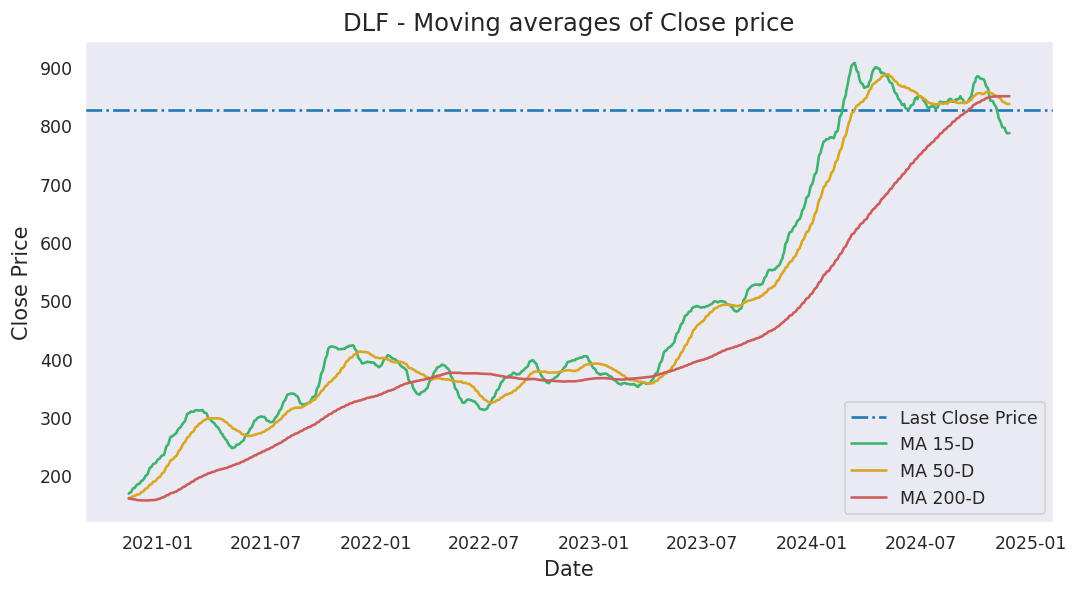 DLF - Moving averages of Close price
900
800
700
600
500
400
300
200
Close Price
2021-01 2021-07 2022-01 2022-07 2023-01 2023-07 2024-01 2024-07 2025-01
Date
Last Close Price
MA 15-D
MA 50-D
MA 200-D